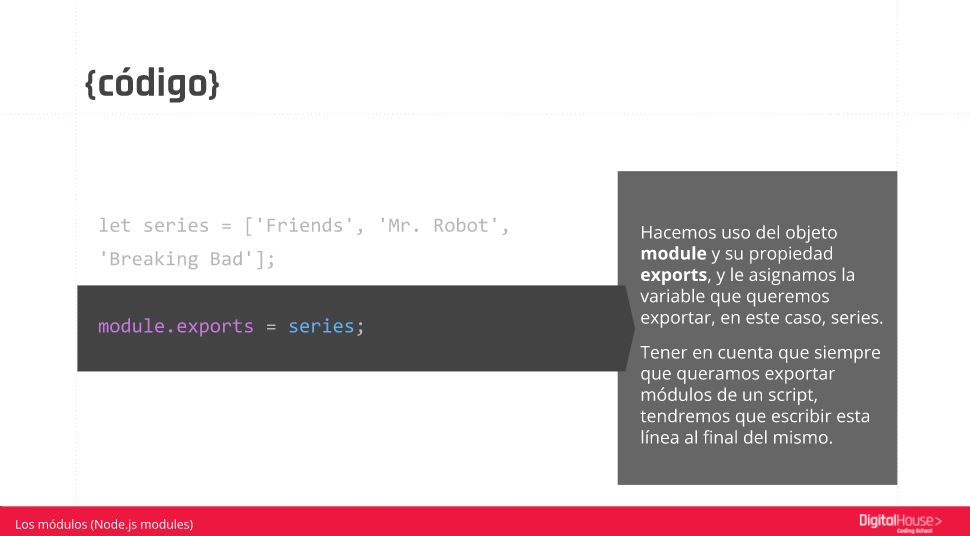 {código}
let series = ['Friends', 'Mr. Robot',
'Breaking Bad'];
module.exports = series;
Hacemos uso del objeto
module y su propiedad
exports, y le asignamos la
variable que queremos
exportar, en este caso, series.
Tener en cuenta que siempre
que queramos exportar
módulos de un script,
tendremos que escribir esta
línea al final del mismo.
Los módulos (Node.js modules)
DigitalHouse>
Coding School